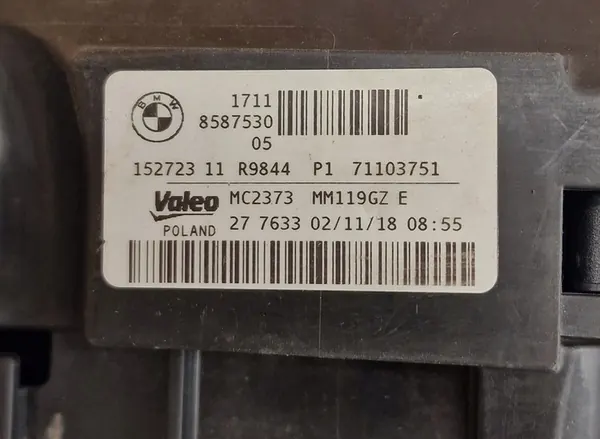 BMW
1711
8587530
05
152723 11 R9844 P1 71103751
Valeo MC2373 MM119GZ E
POLAND 27 7633 02/11/18 08:55